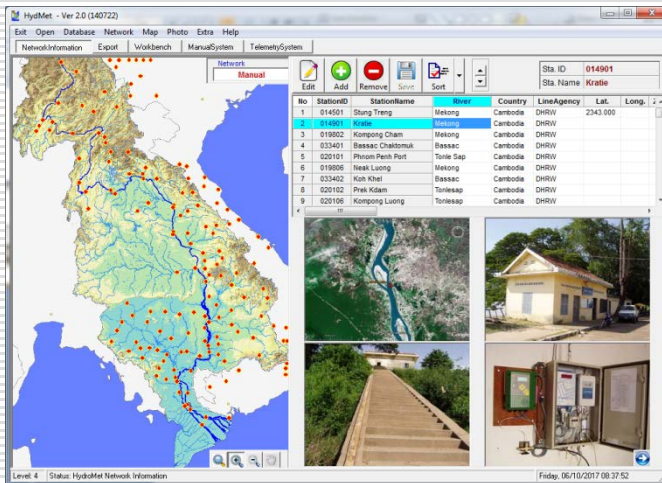 HydMet - Ver 2.0 (140722)
Exit Open Database Network Map Photo Extra Help
NetworkInformation Export Workbench ManualSystem TelemetrySystem
Network
Manual
Edit Add Remove Save Sort
Sta. ID 014901
Sta. Name Kratie
No StationID StationName River Country LineAgency Lat. Long.
1 014501 Stung Treng Mekong Cambodia DHRW 2343.000
2 014901 Kratie Mekong Cambodia DHRW
3 019802 Kompong Cham Mekong Cambodia DHRW
4 033401 Bassac Chaktomuk Bassac Cambodia DHRW
5 020101 Phnom Penh Port Tonle Sap Cambodia DHRW
6 019806 Neak Luong Mekong Cambodia DHRW
7 033402 Koh Khel Bassac Cambodia DHRW
8 020102 Prek Kdam Tonlesap Cambodia DHRW
9 020106 Kompong Luong Tonlesap Cambodia DHRW
Level: 4 Status: HydroMet Network Information Friday, 06/10/2017 08:37:52